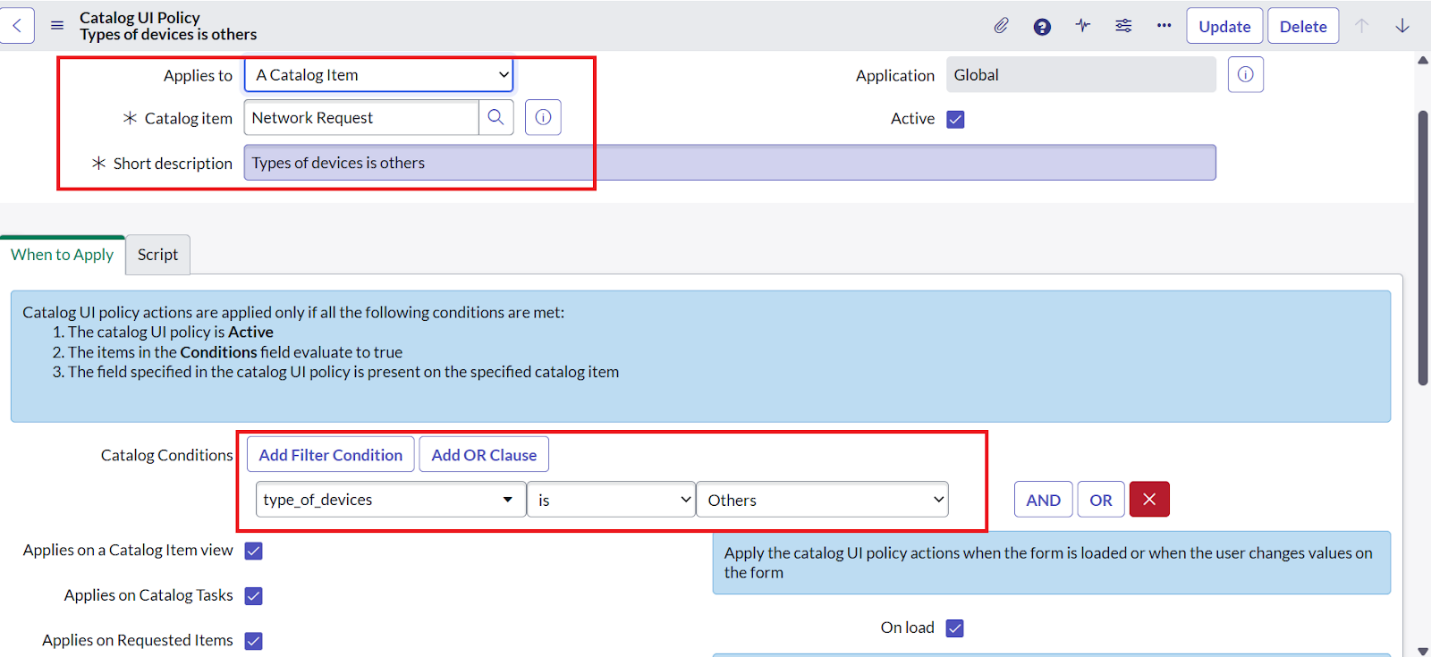 Catalog UI Policy
Types of devices is others
Update
Delete
Applies to
A Catalog Item
Application
Global
Catalog item
Network Request
Active
Short description
Types of devices is others
When to Apply
Script
Catalog UI policy actions are applied only if all the following conditions are met:
1. The catalog UI policy is Active
2. The items in the Conditions field evaluate to true
3. The field specified in the catalog UI policy is present on the specified catalog item
Catalog Conditions
Add Filter Condition
Add OR Clause
type_of_devices
is
Others
AND
OR
Applies on a Catalog Item view
Apply the catalog UI policy actions when the form is loaded or when the user changes values on
the form
Applies on Catalog Tasks
On load
Applies on Requested Items